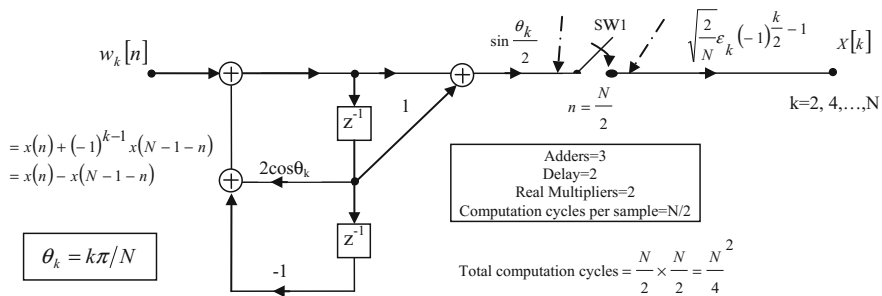 w_k[n]
sin θ_k/2
SW1
√(2/N) ε_k (-1)^(k/2 - 1)
X[k]
1
z⁻¹
n = N/2
k=2, 4,...,N
= x(n) + (-1)^(k-1) x(N-1-n)
= x(n) - x(N-1-n)
2cosθ_k
Adders=3
Delay=2
Real Multipliers=2
Computation cycles per sample=N/2
z⁻¹
θ_k = kπ/N
-1
Total computation cycles = N/2 × N/2 = N/4 ²